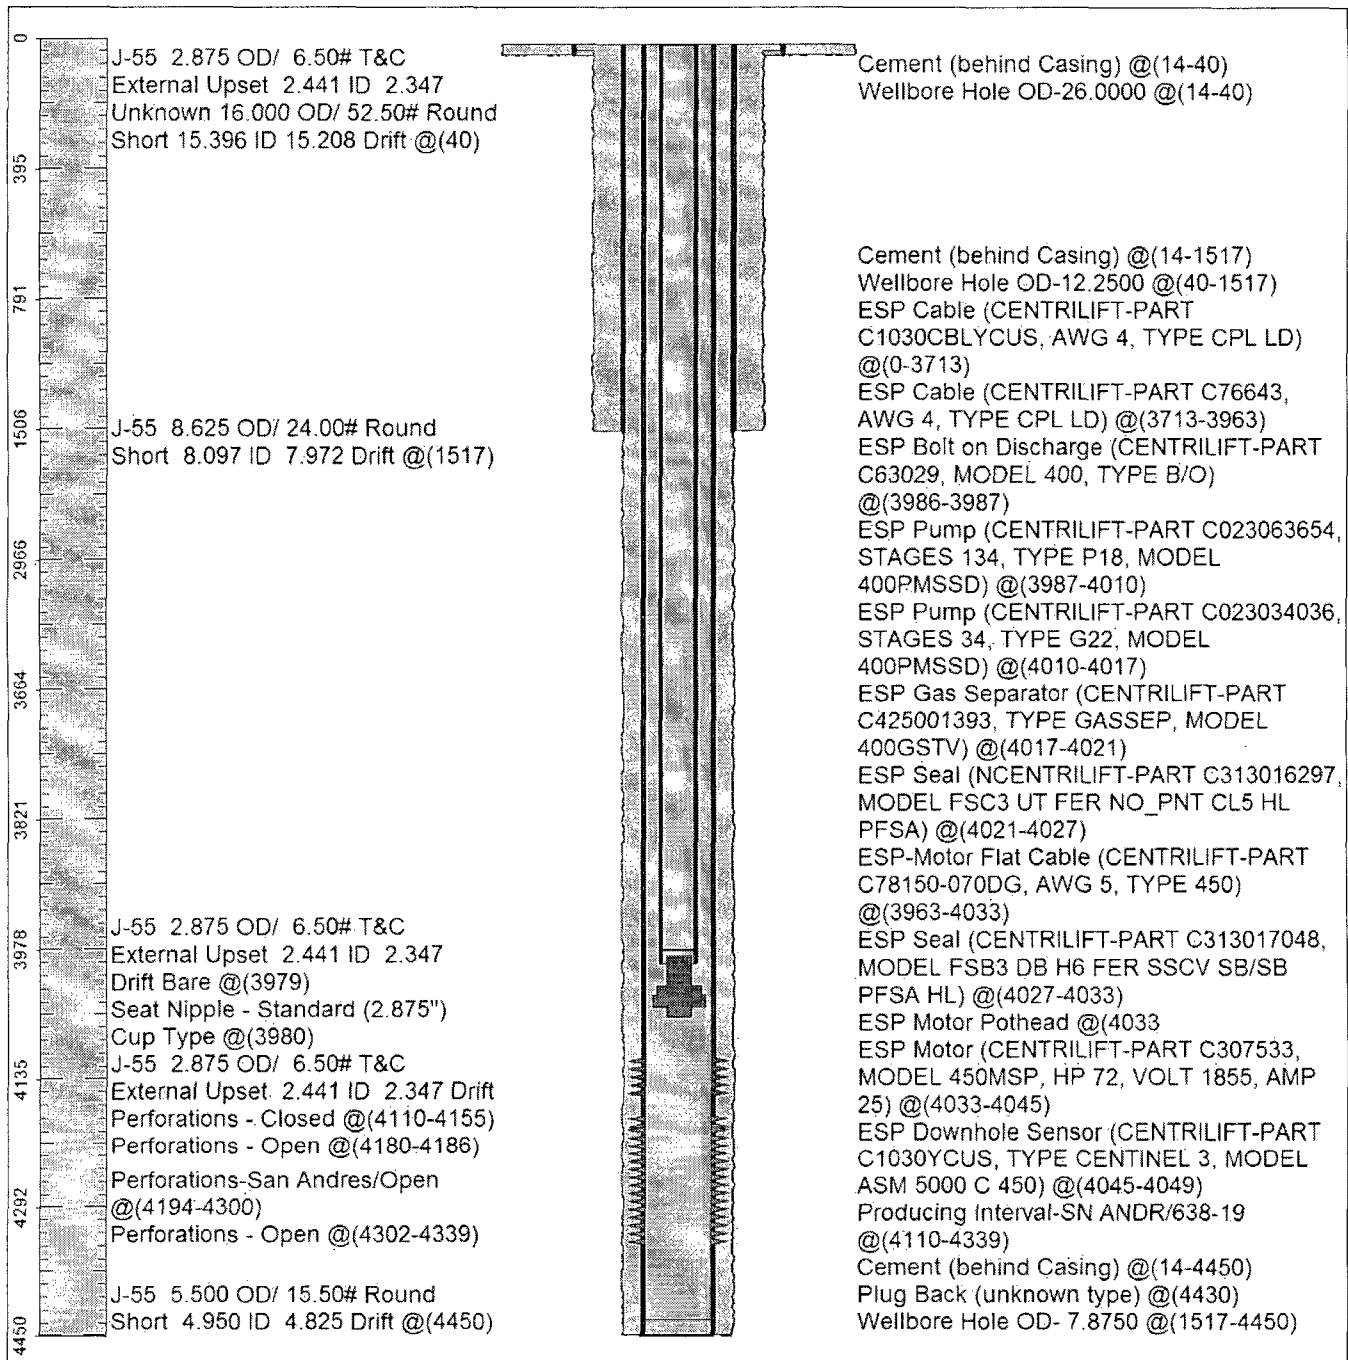 0
395
791
1506
2966
3664
3821
3978
4135
4292
4450
J-55 2.875 OD/ 6.50# T&C
External Upset 2.441 ID 2.347
Unknown 16.000 OD/ 52.50# Round
Short 15.396 ID 15.208 Drift @(40)
J-55 8.625 OD/ 24.00# Round
Short 8.097 ID 7.972 Drift @(1517)
J-55 2.875 OD/ 6.50# T&C
External Upset 2.441 ID 2.347
Drift Bare @(3979)
Seat Nipple - Standard (2.875")
Cup Type @(3980)
J-55 2.875 OD/ 6.50# T&C
External Upset 2.441 ID 2.347 Drift
Perforations - Closed @(4110-4155)
Perforations - Open @(4180-4186)
Perforations-San Andres/Open
@(4194-4300)
Perforations - Open @(4302-4339)
J-55 5.500 OD/ 15.50# Round
Short 4.950 ID 4.825 Drift @(4450)
Cement (behind Casing) @(14-40)
Wellbore Hole OD-26.0000 @(14-40)
Cement (behind Casing) @(14-1517)
Wellbore Hole OD-12.2500 @(40-1517)
ESP Cable (CENTRILIFT-PART
C1030CBLYCUS, AWG 4, TYPE CPL LD)
@(0-3713)
ESP Cable (CENTRILIFT-PART C76643,
AWG 4, TYPE CPL LD) @(3713-3963)
ESP Bolt on Discharge (CENTRILIFT-PART
C63029, MODEL 400, TYPE B/O)
@(3986-3987)
ESP Pump (CENTRILIFT-PART C023063654,
STAGES 134, TYPE P18, MODEL
400PMSSD) @(3987-4010)
ESP Pump (CENTRILIFT-PART C023034036,
STAGES 34, TYPE G22, MODEL
400PMSSD) @(4010-4017)
ESP Gas Separator (CENTRILIFT-PART
C425001393, TYPE GASSEP, MODEL
400GSTV) @(4017-4021)
ESP Seal (NCENTRILIFT-PART C313016297,
MODEL FSC3 UT FER NO_PNT CL5 HL
PFSA) @(4021-4027)
ESP-Motor Flat Cable (CENTRILIFT-PART
C78150-070DG, AWG 5, TYPE 450)
@(3963-4033)
ESP Seal (CENTRILIFT-PART C313017048,
MODEL FSB3 DB H6 FER SSCV SB/SB
PFSA HL) @(4027-4033)
ESP Motor Pothead @(4033
ESP Motor (CENTRILIFT-PART C307533,
MODEL 450MSP, HP 72, VOLT 1855, AMP
25) @(4033-4045)
ESP Downhole Sensor (CENTRILIFT-PART
C1030YCUS, TYPE CENTINEL 3, MODEL
ASM 5000 C 450) @(4045-4049)
Producing Interval-SN ANDR/638-19
@(4110-4339)
Cement (behind Casing) @(14-4450)
Plug Back (unknown type) @(4430)
Wellbore Hole OD- 7.8750 @(1517-4450)